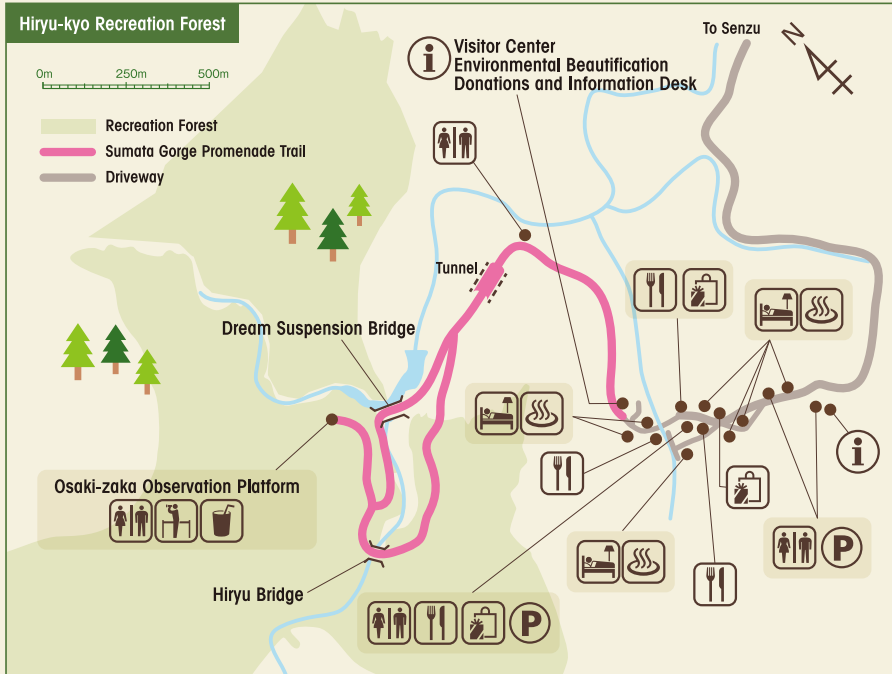 Hiryu-kyo Recreation Forest
0m 250m 500m
Recreation Forest
Sumata Gorge Promenade Trail
Driveway
i
Visitor Center
Environmental Beautification
Donations and Information Desk
To Senzu
N
Tunnel
Dream Suspension Bridge
Osaki-zaka Observation Platform
Hiryu Bridge
i
P
P